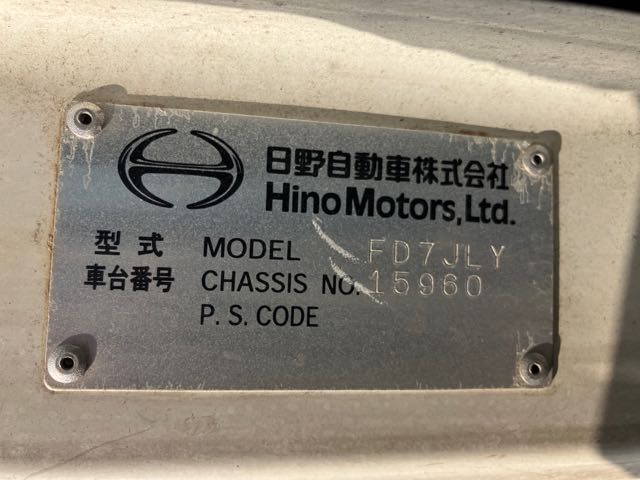 日野自動車株式会社
Hino Motors, Ltd.
型式 MODEL FD7JLY
車台番号 CHASSIS NO. 15960
P. S. CODE